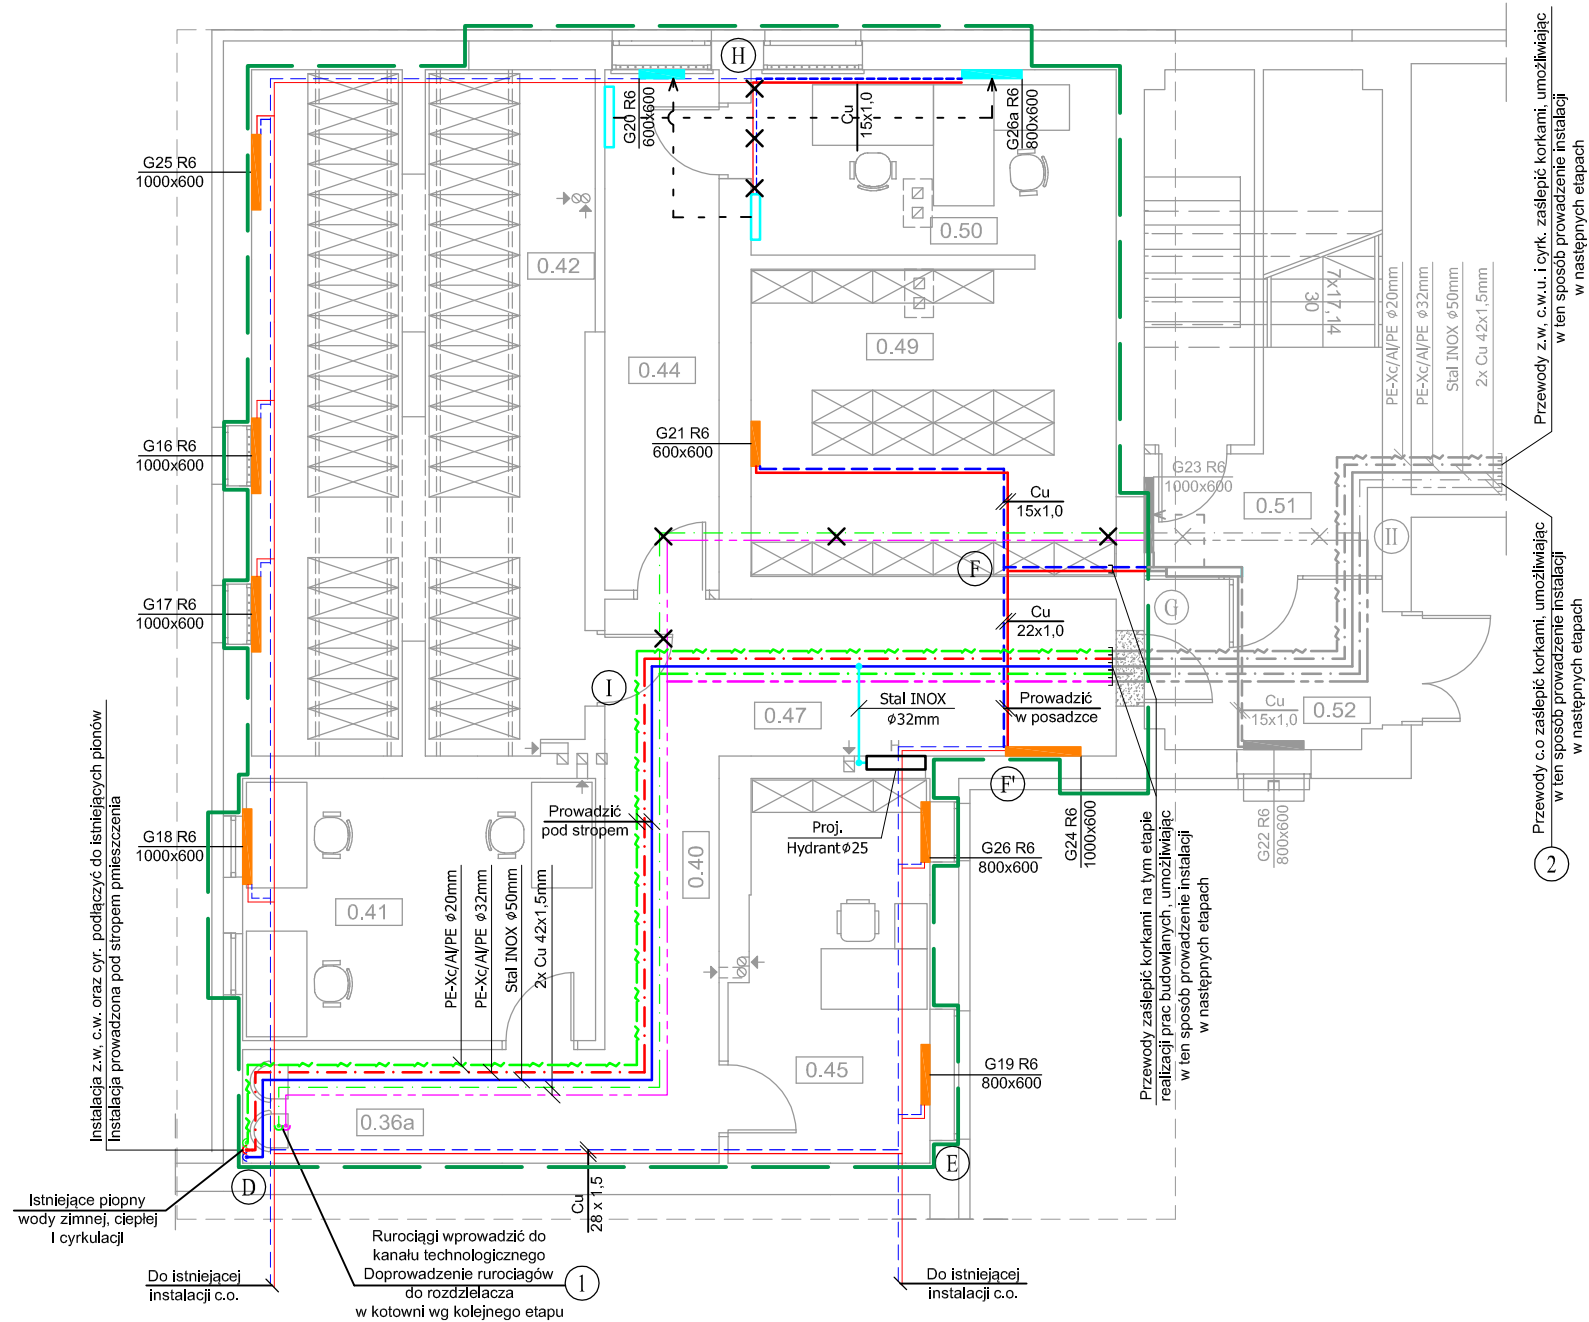 H
G20 R6
600x600
Cu
15x1,0
G26a R6
800x600
G25 R6
1000x600
0.42
0.50
0.44
0.49
7x17,14
30
PE-Xc/Al/PE ϕ20mm
PE-Xc/Al/PE ϕ32mm
Stal INOX ϕ50mm
2x Cu 42x1,5mm
Przewody z.w, c.w.u. i cyrk. zaślepić korkami, umożliwiając
w ten sposób prowadzenie instalacji
w następnych etapach
G16 R6
1000x600
G21 R6
600x600
Cu
15x1,0
G23 R6
1000x600
0.51
II
F
G
G17 R6
1000x600
Cu
22x1,0
I
Stal INOX
ϕ32mm
0.47
Prowadzić
w posadzce
Cu
15x1,0
0.52
Przewody c.o zaślepić korkami, umożliwiając
w ten sposób prowadzenie instalacji
w następnych etapach
2
F'
G24 R6
1000x600
G22 R6
800x600
Prowadzić
pod stropem
Proj.
Hydrantϕ25
G26 R6
800x600
G18 R6
1000x600
0.40
0.41
PE-Xc/Al/PE ϕ20mm
PE-Xc/Al/PE ϕ32mm
Stal INOX ϕ50mm
2x Cu 42x1,5mm
Przewody zaślepić korkami na tym etapie
realizacji prac budowlanych, umożliwiając
w ten sposób prowadzenie instalacji
w następnych etapach
Instalacja z.w, c.w. oraz cyr. podłączyć do istniejących pionów
Instalacja prowadzona pod stropem pmieszczenia
0.45
G19 R6
800x600
0.36a
D
E
Cu
28 x 1,5
Istniejące piopny
wody zimnej, ciepłej
I cyrkulacji
Rurociągi wprowadzić do
kanału technologicznego
Doprowadzenie rurociagów
do rozdzielacza
w kotowni wg kolejnego etapu
1
Do istniejącej
instalacji c.o.
Do istniejącej
instalacji c.o.